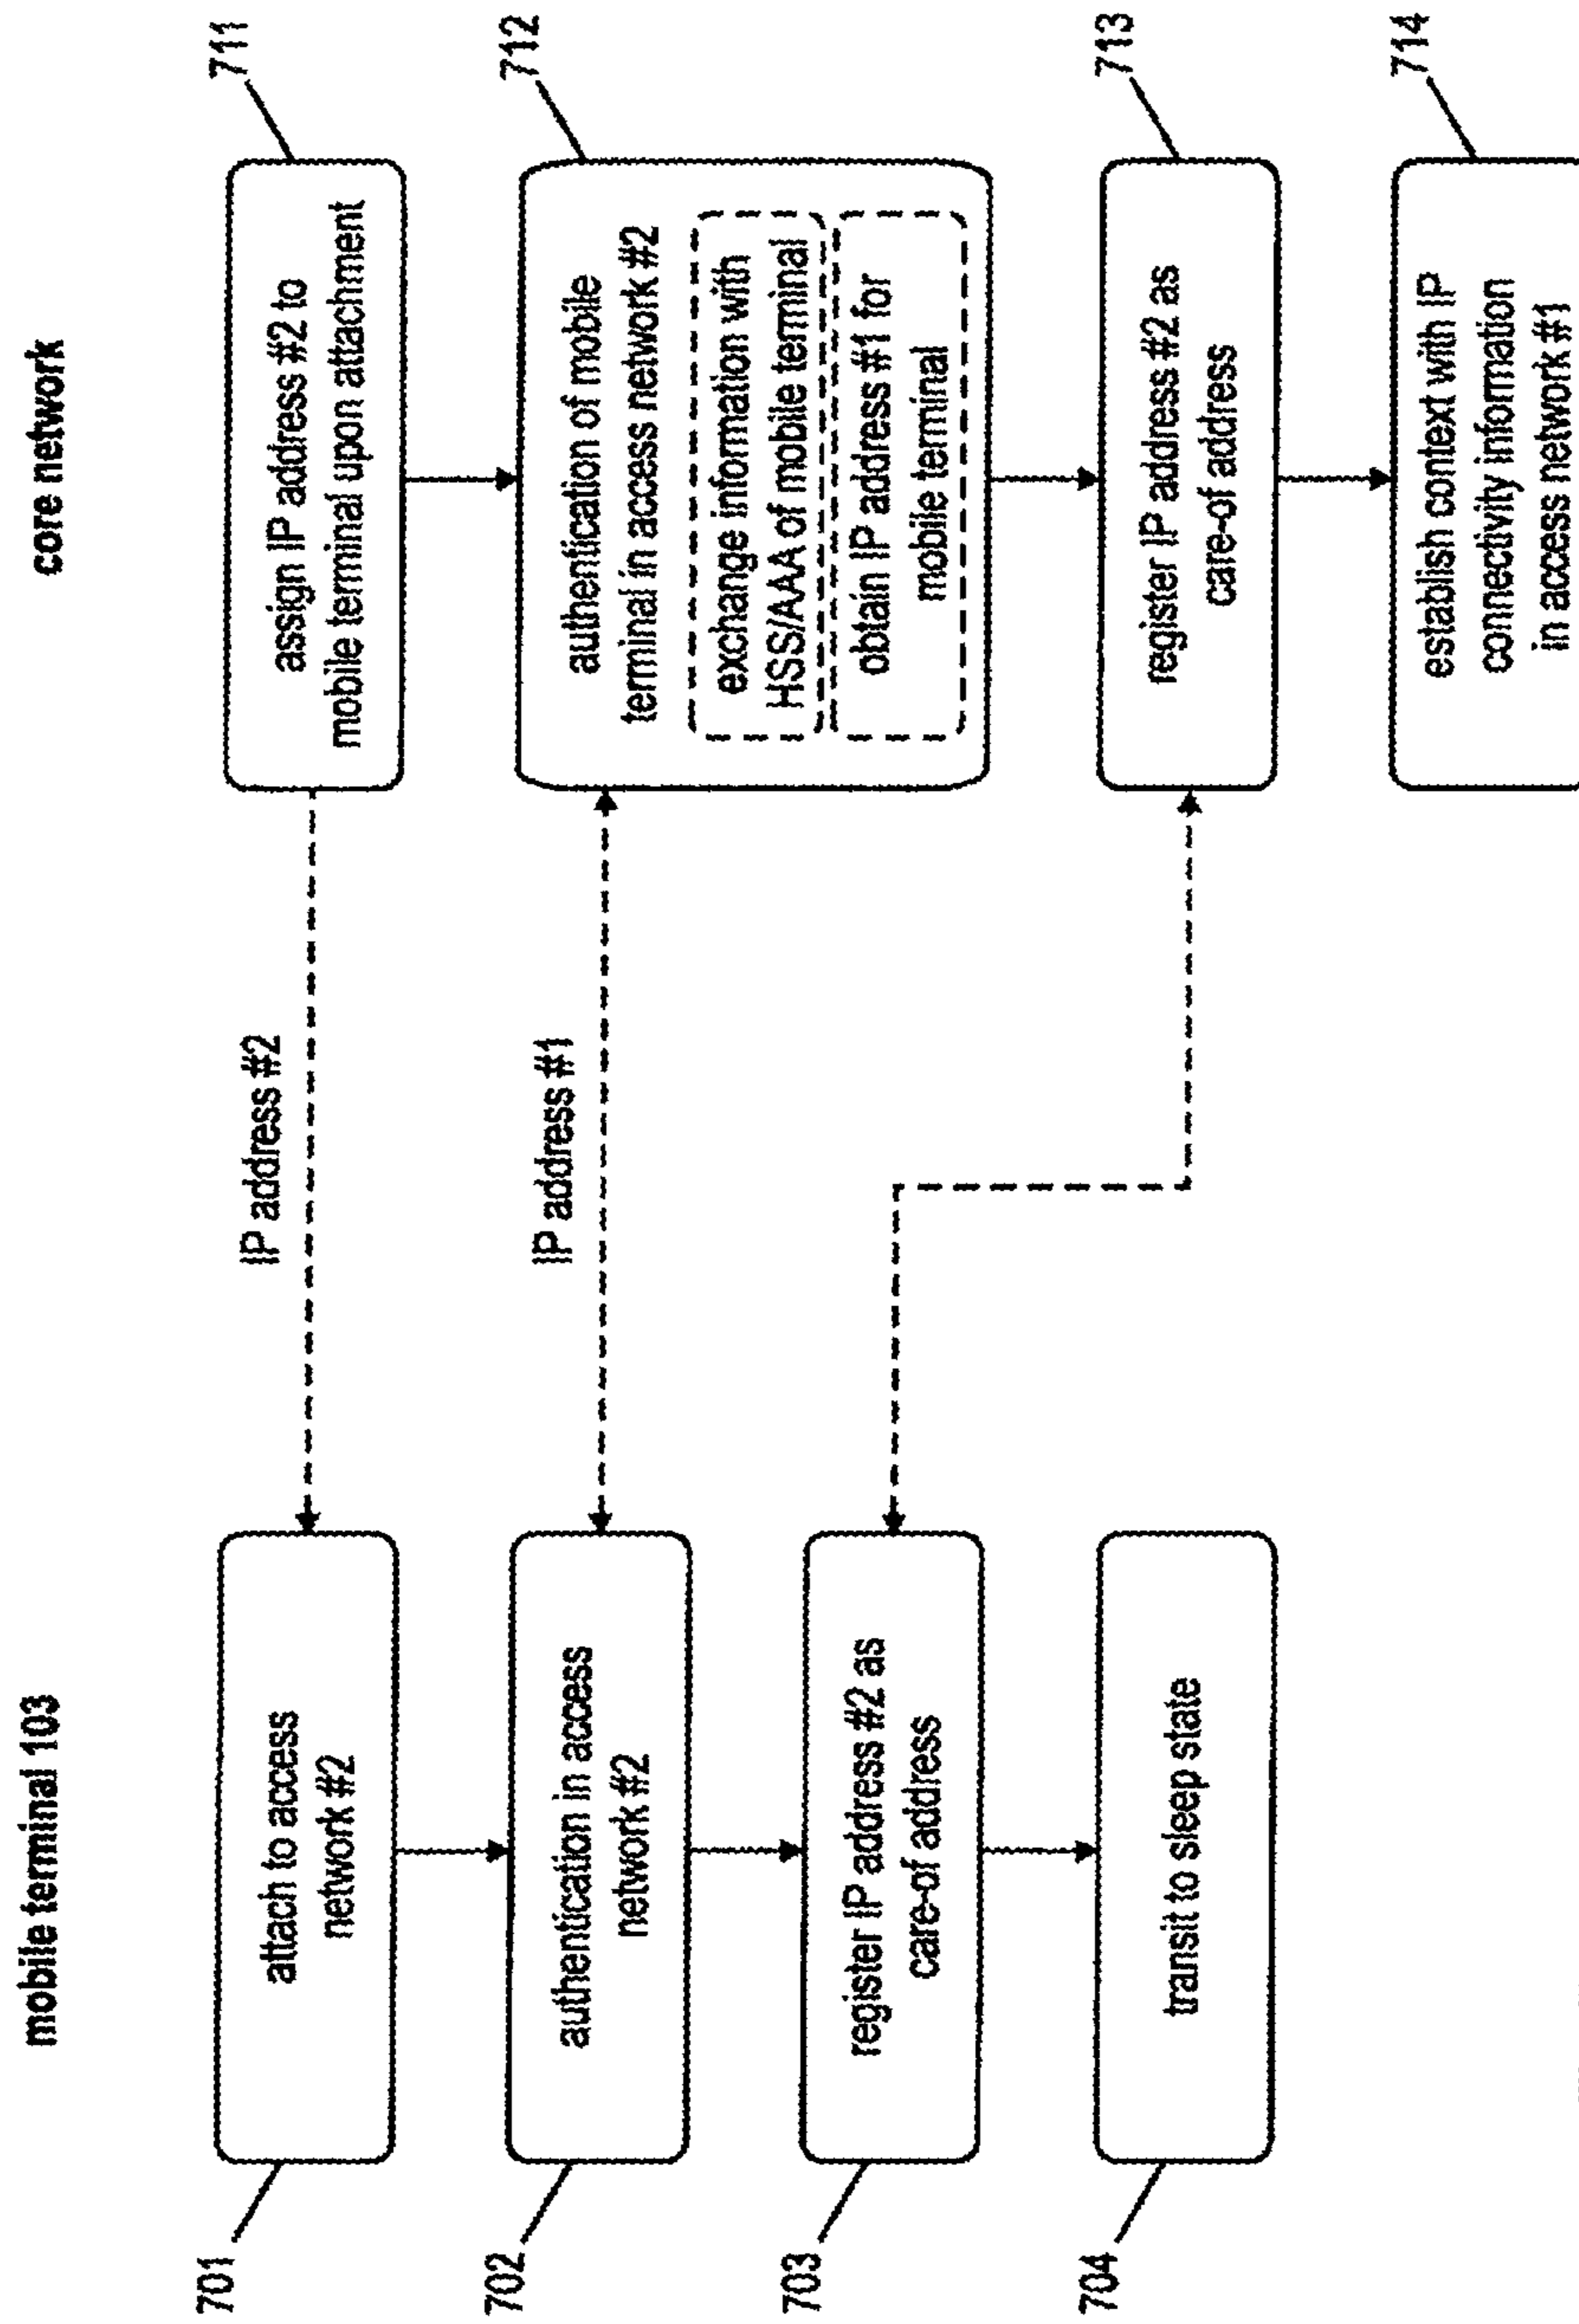 mobile terminal 103
core network
701
attach to access
network #2
IP address #2
assign IP address #2 to
mobile terminal upon attachment
711
702
authentication in access
network #2
IP address #1
authentication of mobile
terminal in access network #2
exchange information with
HSS/AAA of mobile terminal
obtain IP address #1 for
mobile terminal
712
703
register IP address #2 as
care-of address
register IP address #2 as
care-of address
713
704
transit to sleep state
establish context with IP
connectivity information
in access network #1
714